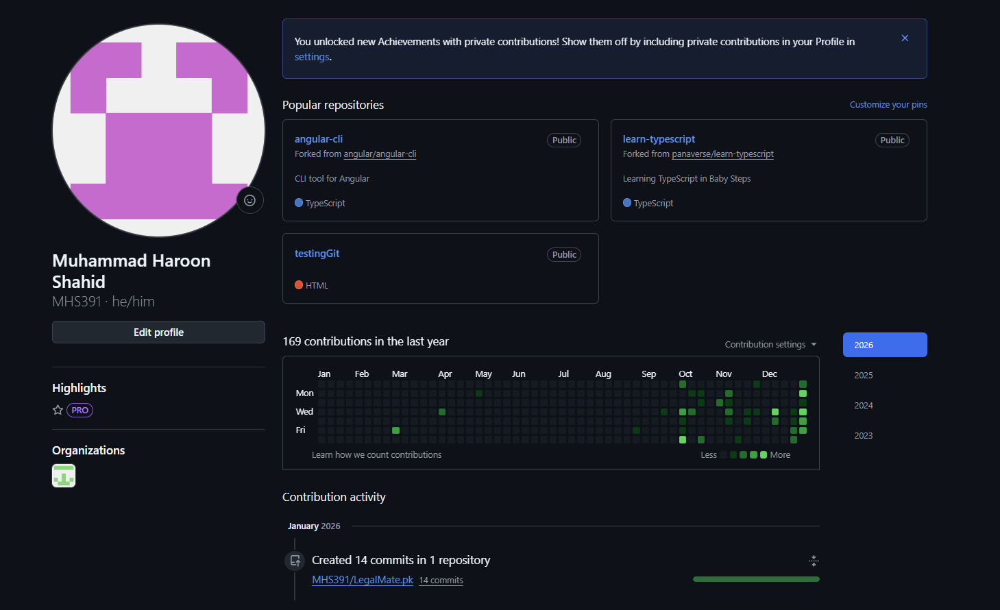 You unlocked new Achievements with private contributions! Show them off by including private contributions in your Profile in
settings.
Popular repositories
Customize your pins
angular-cli
Public
Forked from angular/angular-cli
CLI tool for Angular
TypeScript
learn-typescript
Public
Forked from panaverse/learn-typescript
Learning TypeScript in Baby Steps
TypeScript
testingGit
Public
HTML
Muhammad Haroon
Shahid
MHS391 · he/him
Edit profile
Highlights
PRO
Organizations
169 contributions in the last year
Contribution settings
2026
2025
2024
2023
Jan Feb Mar Apr May Jun Jul Aug Sep Oct Nov Dec
Mon
Wed
Fri
Learn how we count contributions
Less More
Contribution activity
January 2026
Created 14 commits in 1 repository
MHS391/LegalMate.pk 14 commits